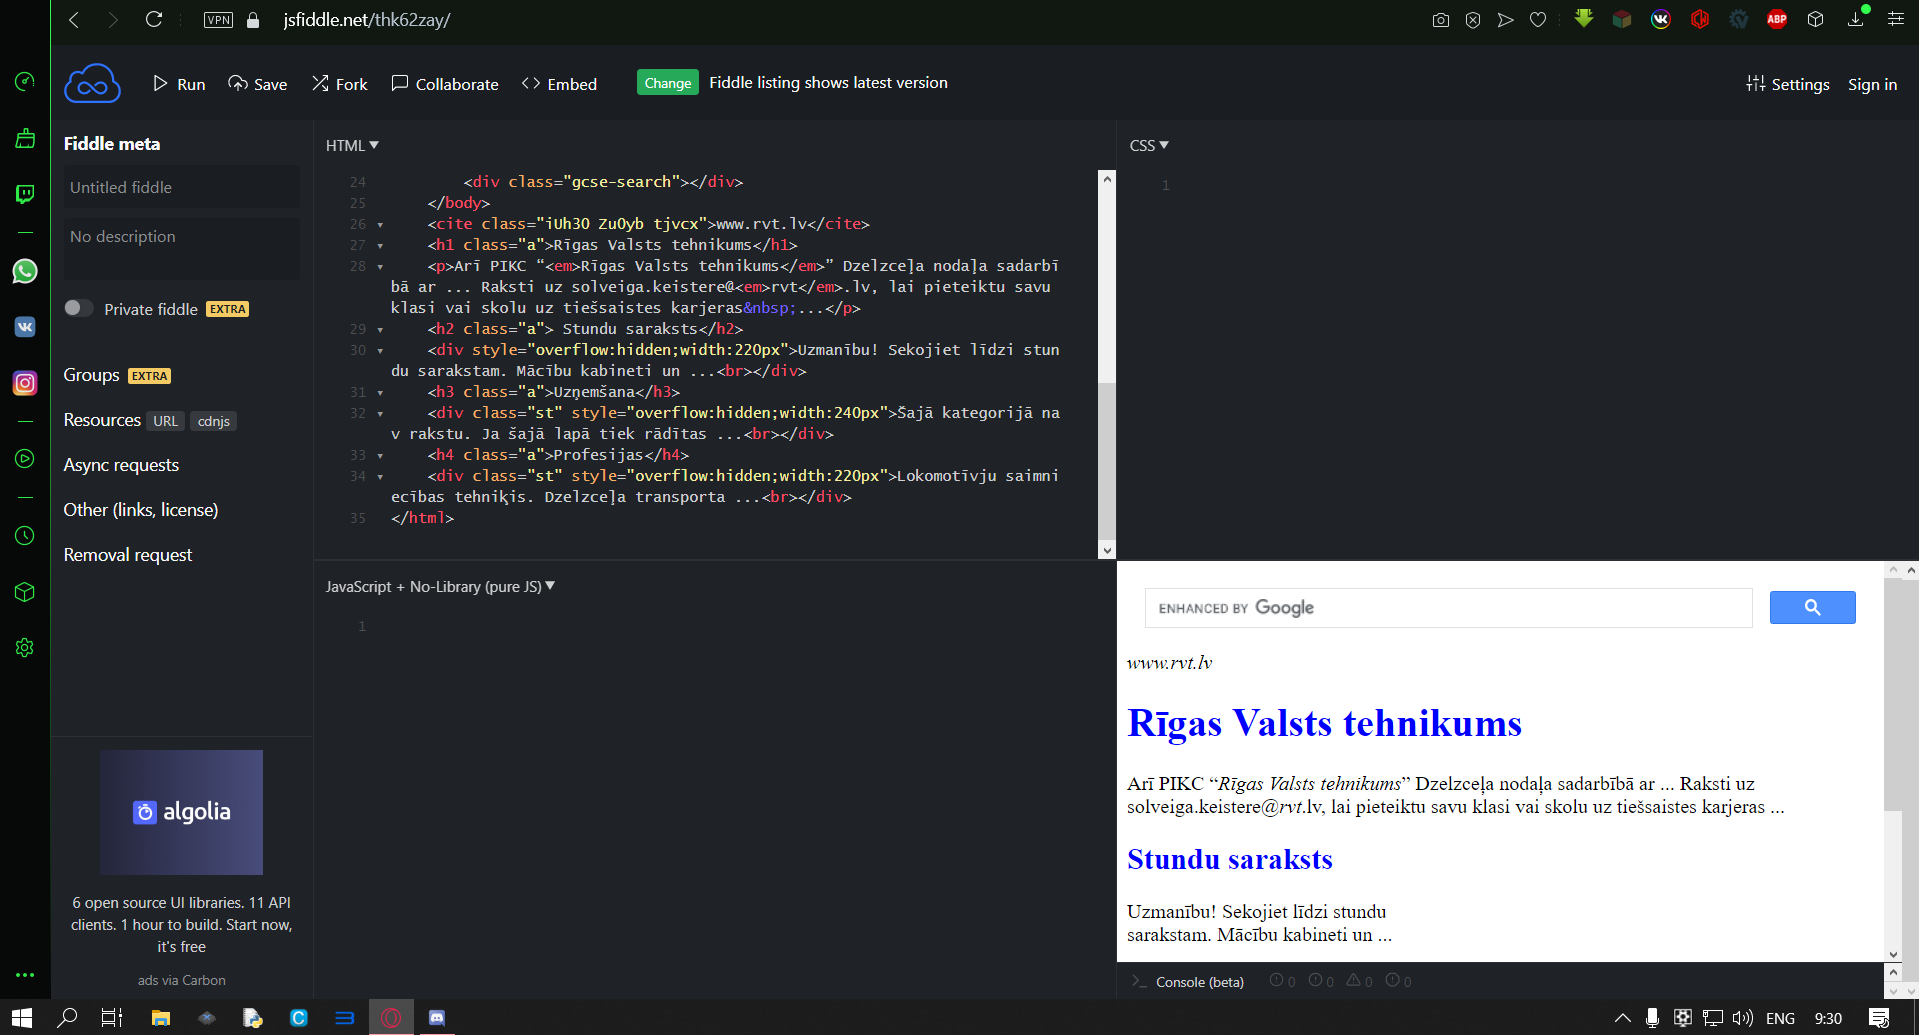 VPN jsfiddle.net/thk62zay/
ABP
Run Save Fork Collaborate Embed Change Fiddle listing shows latest version Settings Sign in
Fiddle meta
Untitled fiddle
No description
Private fiddle EXTRA
Groups EXTRA
Resources URL cdnjs
Async requests
Other (links, license)
Removal request
algolia
6 open source UI libraries. 11 API
clients. 1 hour to build. Start now,
it's free
ads via Carbon
HTML
24 <div class="gcse-search"></div>
25 </body>
26 <cite class="iUh30 Zu0yb tjvcx">www.rvt.lv</cite>
27 <h1 class="a">Rīgas Valsts tehnikums</h1>
28 <p>Arī PIKC “<em>Rīgas Valsts tehnikums</em>” Dzelzceļa nodaļa sadarbī
bā ar ... Raksti uz solveiga.keistere@<em>rvt</em>.lv, lai pieteiktu savu
klasi vai skolu uz tiešsaistes karjeras&nbsp;...</p>
29 <h2 class="a"> Stundu saraksts</h2>
30 <div style="overflow:hidden;width:220px">Uzmanību! Sekojiet līdzi stun
du sarakstam. Mācību kabineti un ...<br></div>
31 <h3 class="a">Uzņemšana</h3>
32 <div class="st" style="overflow:hidden;width:240px">Šajā kategorijā na
v rakstu. Ja šajā lapā tiek rādītas ...<br></div>
33 <h4 class="a">Profesijas</h4>
34 <div class="st" style="overflow:hidden;width:220px">Lokomotīvju saimni
ecības tehniķis. Dzelzceļa transporta ...<br></div>
35 </html>
CSS
1
JavaScript + No-Library (pure JS)
1
ENHANCED BY Google
www.rvt.lv
Rīgas Valsts tehnikums
Arī PIKC “Rīgas Valsts tehnikums” Dzelzceļa nodaļa sadarbībā ar ... Raksti uz
solveiga.keistere@rvt.lv, lai pieteiktu savu klasi vai skolu uz tiešsaistes karjeras ...
Stundu saraksts
Uzmanību! Sekojiet līdzi stundu
sarakstam. Mācību kabineti un ...
>_ Console (beta) 0 0 0 0
ENG 9:30